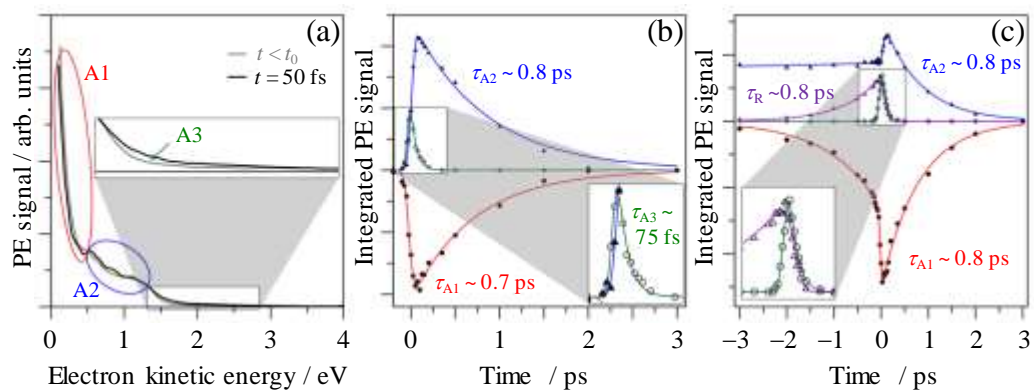 (a)
t < t0
t = 50 fs
A1
A3
A2
PE signal / arb. units
0 1 2 3 4
Electron kinetic energy / eV
(b)
τA2 ~ 0.8 ps
τA3 ~
75 fs
τA1 ~ 0.7 ps
Integrated PE signal
0 1 2 3
Time / ps
(c)
τA2 ~ 0.8 ps
τR ~ 0.8 ps
τA1 ~ 0.8 ps
Integrated PE signal
−3 −2 −1 0 1 2 3
Time / ps